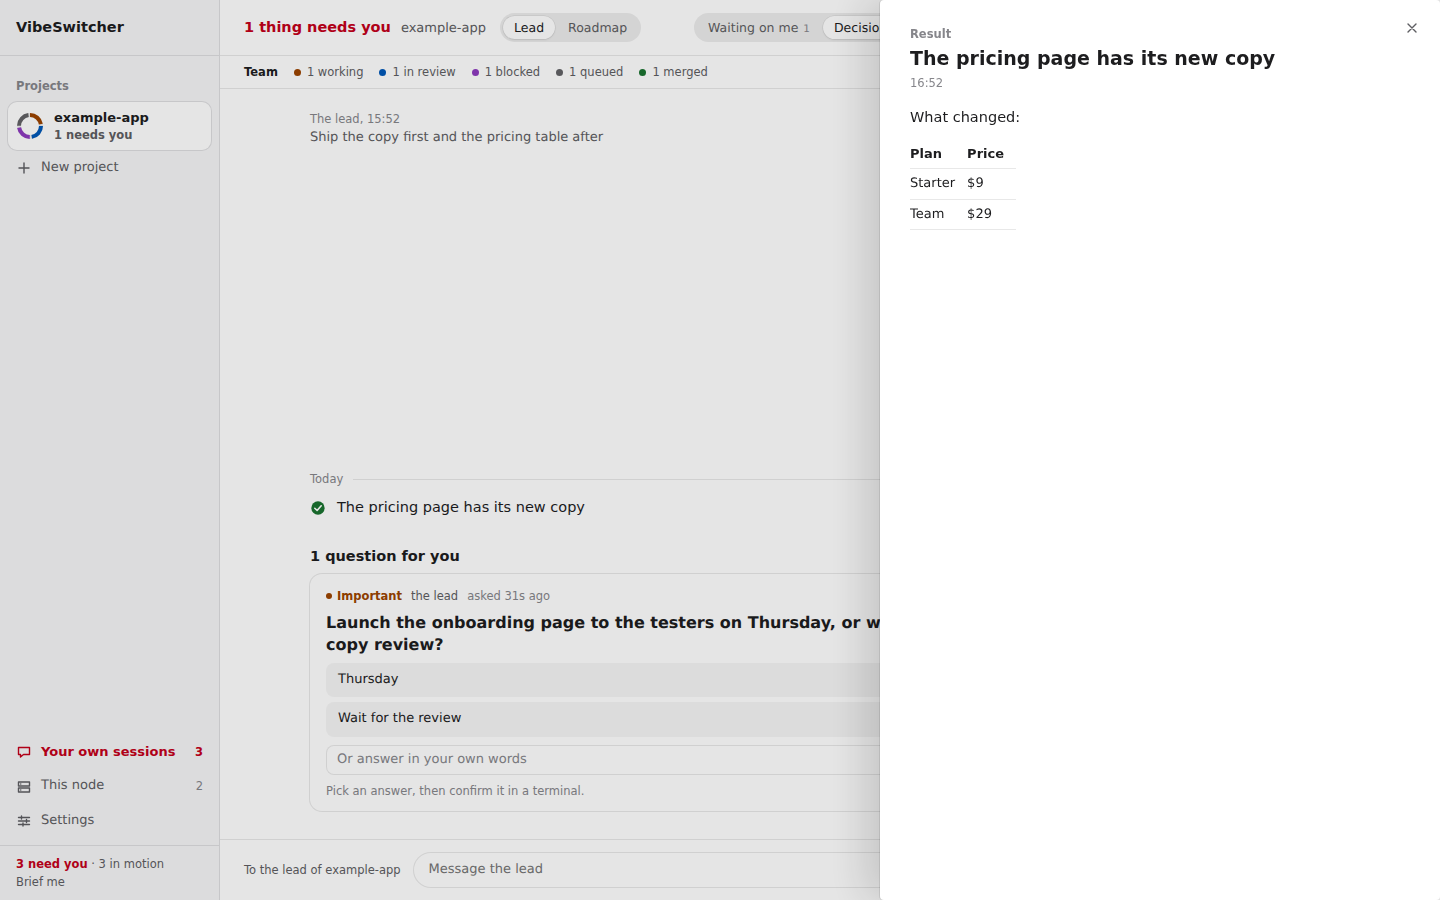 VibeSwitcher
Projects
example-app
1 needs you
New project
Your own sessions 3
This node 2
Settings
3 need you · 3 in motion
Brief me
1 thing needs you example-app Lead Roadmap Waiting on me 1 Decisio
Team 1 working 1 in review 1 blocked 1 queued 1 merged
The lead, 15:52
Ship the copy first and the pricing table after
Today
The pricing page has its new copy
1 question for you
Important the lead asked 31s ago
Launch the onboarding page to the testers on Thursday, or w
copy review?
Thursday
Wait for the review
Or answer in your own words
Pick an answer, then confirm it in a terminal.
To the lead of example-app Message the lead
Result
The pricing page has its new copy
16:52
What changed:
Plan Price
Starter $9
Team $29